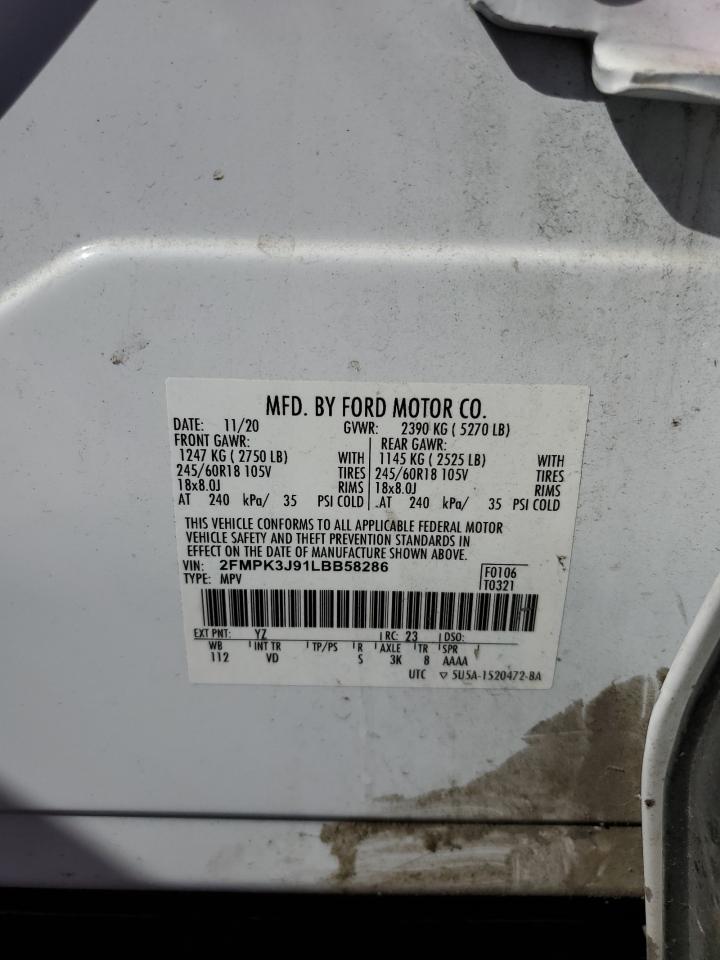 MFD. BY FORD MOTOR CO.
DATE: 11/20 GVWR: 2390 KG ( 5270 LB)
FRONT GAWR: REAR GAWR:
1247 KG ( 2750 LB) WITH 1145 KG ( 2525 LB) WITH
245/60R18 105V TIRES 245/60R18 105V TIRES
18x8.0J RIMS 18x8.0J RIMS
AT 240 kPa/ 35 PSI COLD AT 240 kPa/ 35 PSI COLD
THIS VEHICLE CONFORMS TO ALL APPLICABLE FEDERAL MOTOR
VEHICLE SAFETY AND THEFT PREVENTION STANDARDS IN
EFFECT ON THE DATE OF MANUFACTURE SHOWN ABOVE.
VIN: 2FMPK3J91LBB58286 F0106
TYPE: MPV T0321
EXT PNT: YZ RC: 23 DSO:
WB INT TR TP/PS R AXLE TR SPR
112 VD S 3K 8 AAAA
UTC ▽ 5U5A-1520472-BA